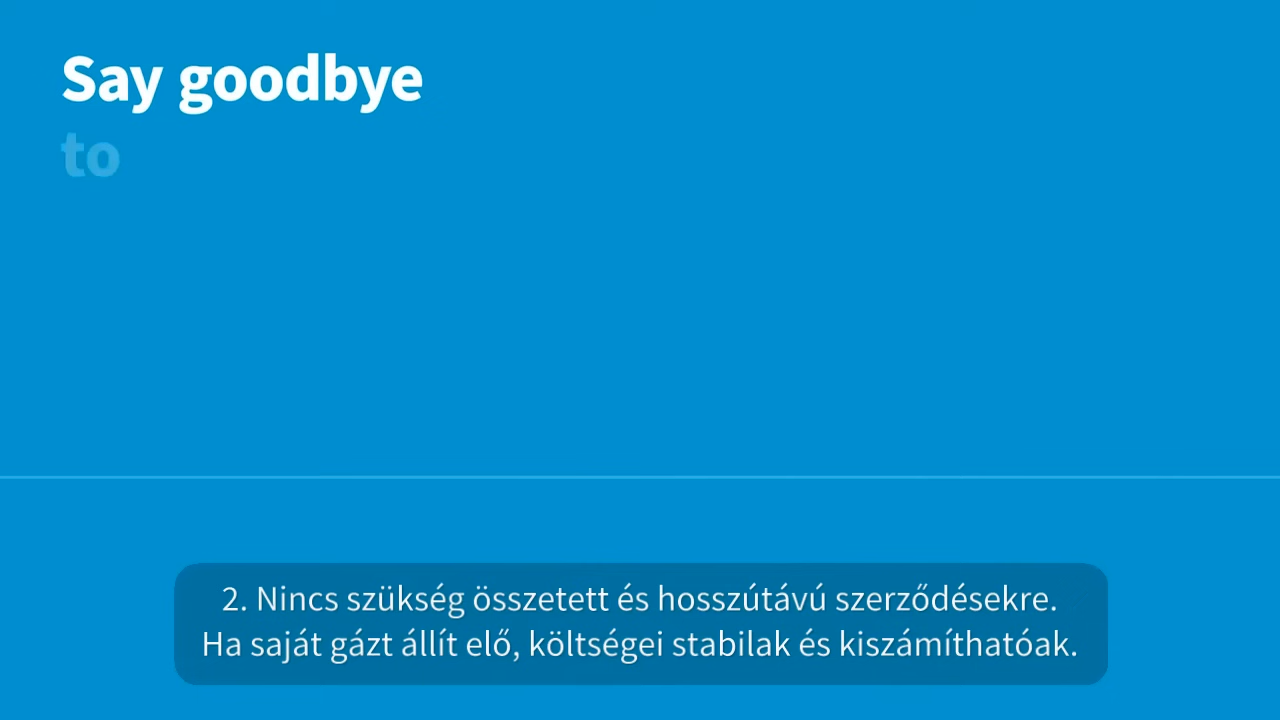 Say goodbye
to
2. Nincs szükség összetett és hosszútávú szerződésekre.
Ha saját gázt állít elő, költségei stabilak és kiszámíthatóak.